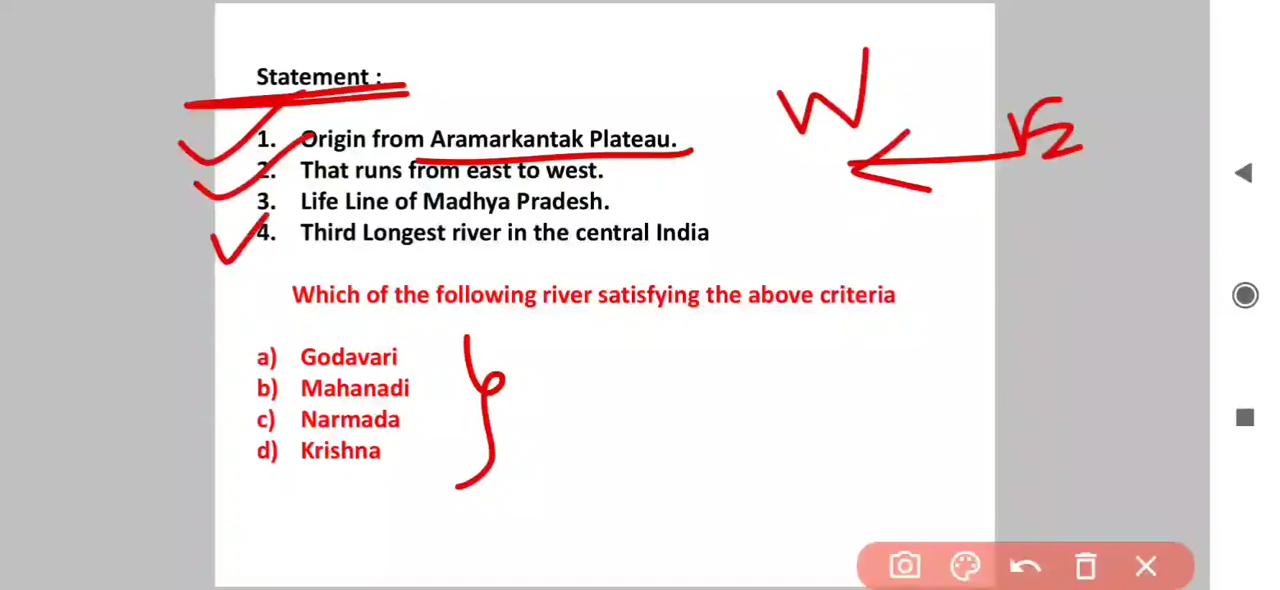 Statement :
W
E
1. Origin from Aramarkantak Plateau.
2. That runs from east to west.
3. Life Line of Madhya Pradesh.
4. Third Longest river in the central India
Which of the following river satisfying the above criteria
a) Godavari
b) Mahanadi
c) Narmada
d) Krishna